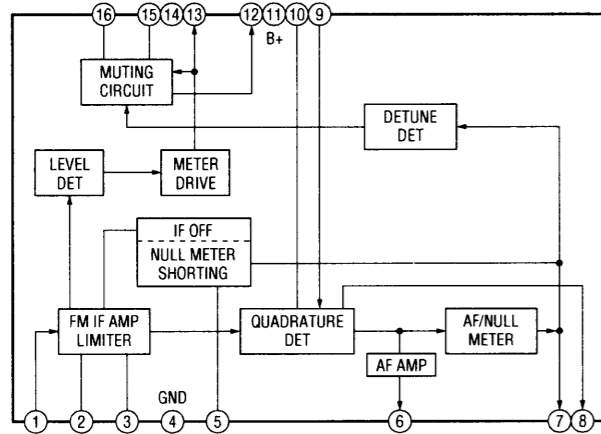 16 15 14 13 12 11 10 9
B+
MUTING
CIRCUIT
DETUNE
DET
LEVEL
DET
METER
DRIVE
IF OFF
NULL METER
SHORTING
FM IF AMP
LIMITER
QUADRATURE
DET
AF/NULL
METER
AF AMP
GND
1 2 3 4 5 6 7 8